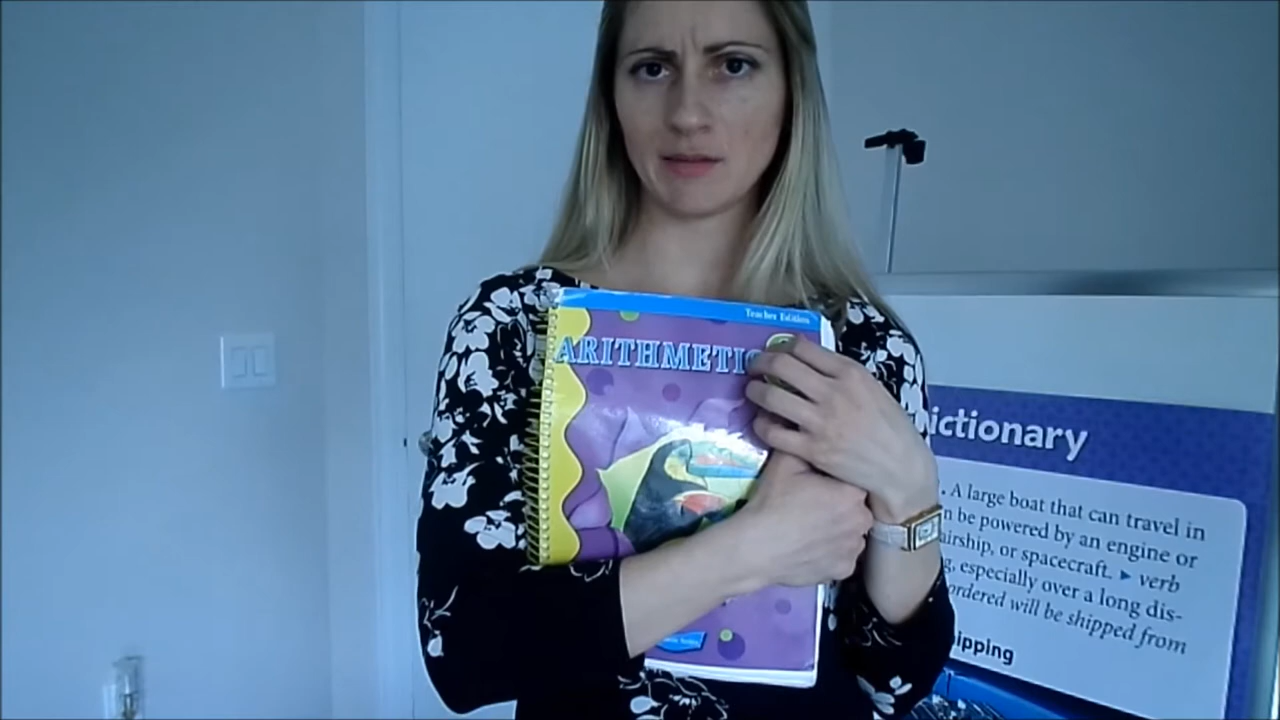 Teacher Edition
ARITHMETIC
ictionary
. A large boat that can travel in
n be powered by an engine or
airship, or spacecraft. ▸ verb
g, especially over a long dis-
ordered will be shipped from
ipping